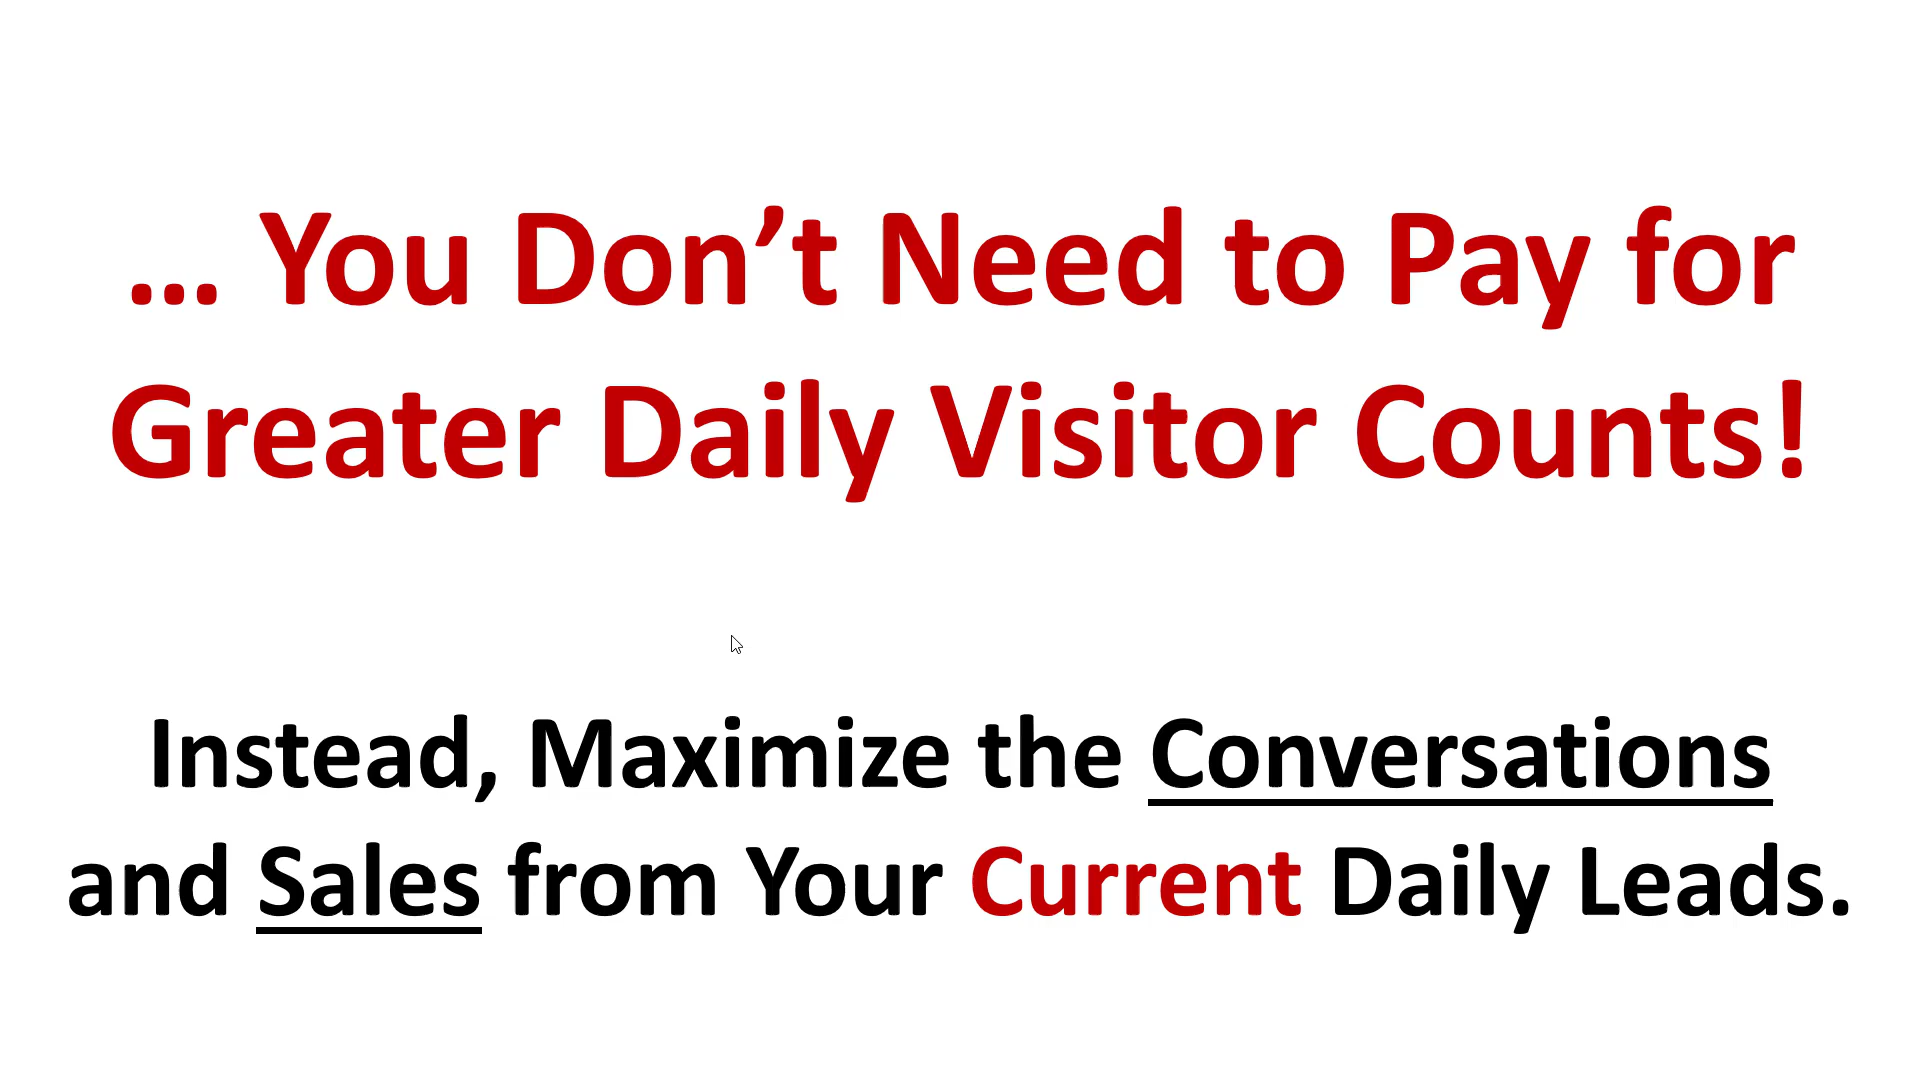 ... You Don’t Need to Pay for
Greater Daily Visitor Counts!
Instead, Maximize the Conversations
and Sales from Your Current Daily Leads.